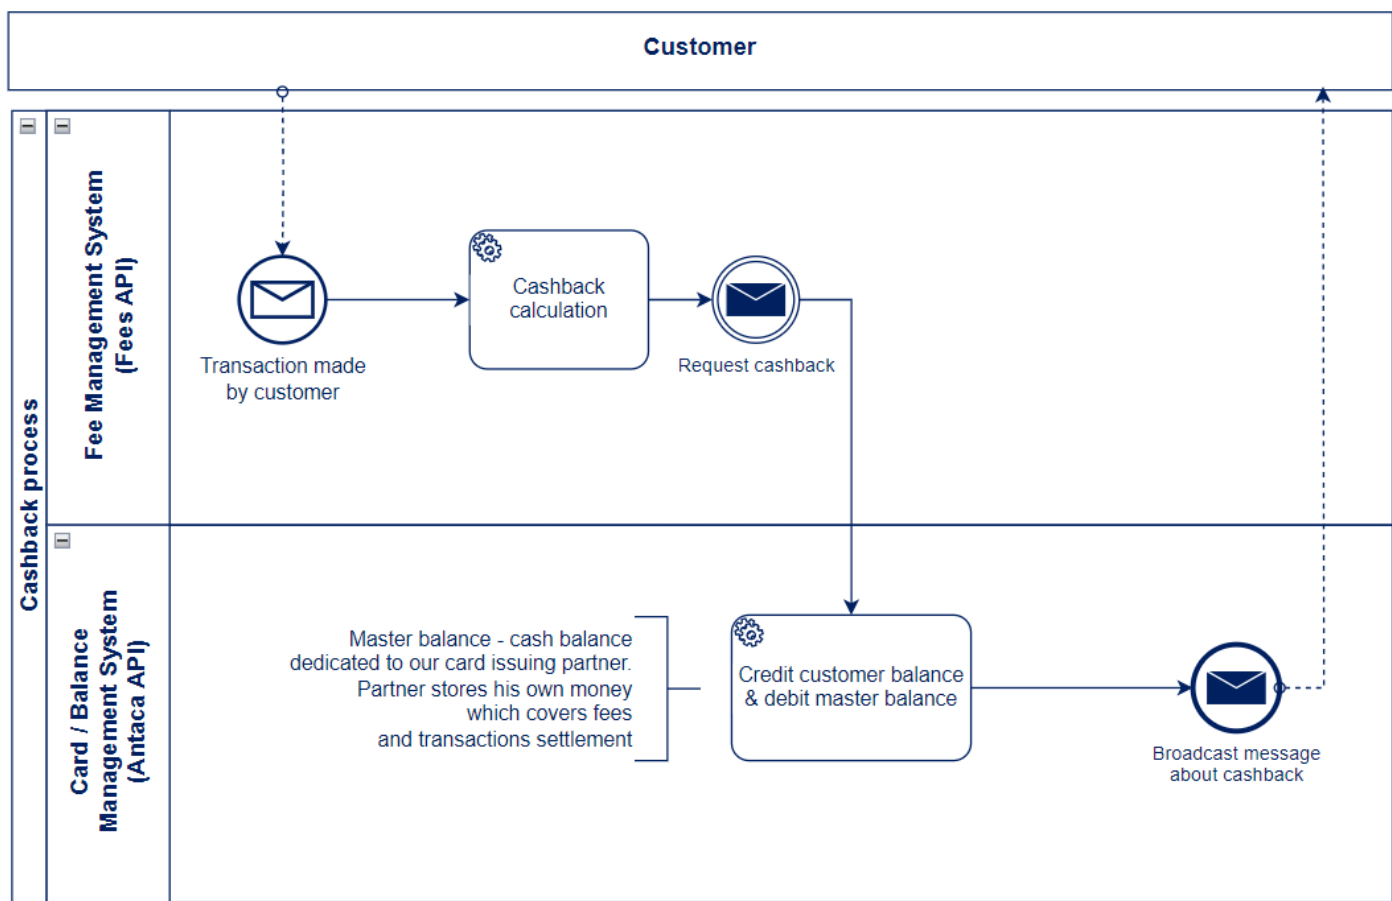 Customer
Cashback process
Fee Management System
(Fees API)
Transaction made
by customer
Cashback
calculation
Request cashback
Card / Balance
Management System
(Antaca API)
Master balance - cash balance
dedicated to our card issuing partner.
Partner stores his own money
which covers fees
and transactions settlement
Credit customer balance
& debit master balance
Broadcast message
about cashback